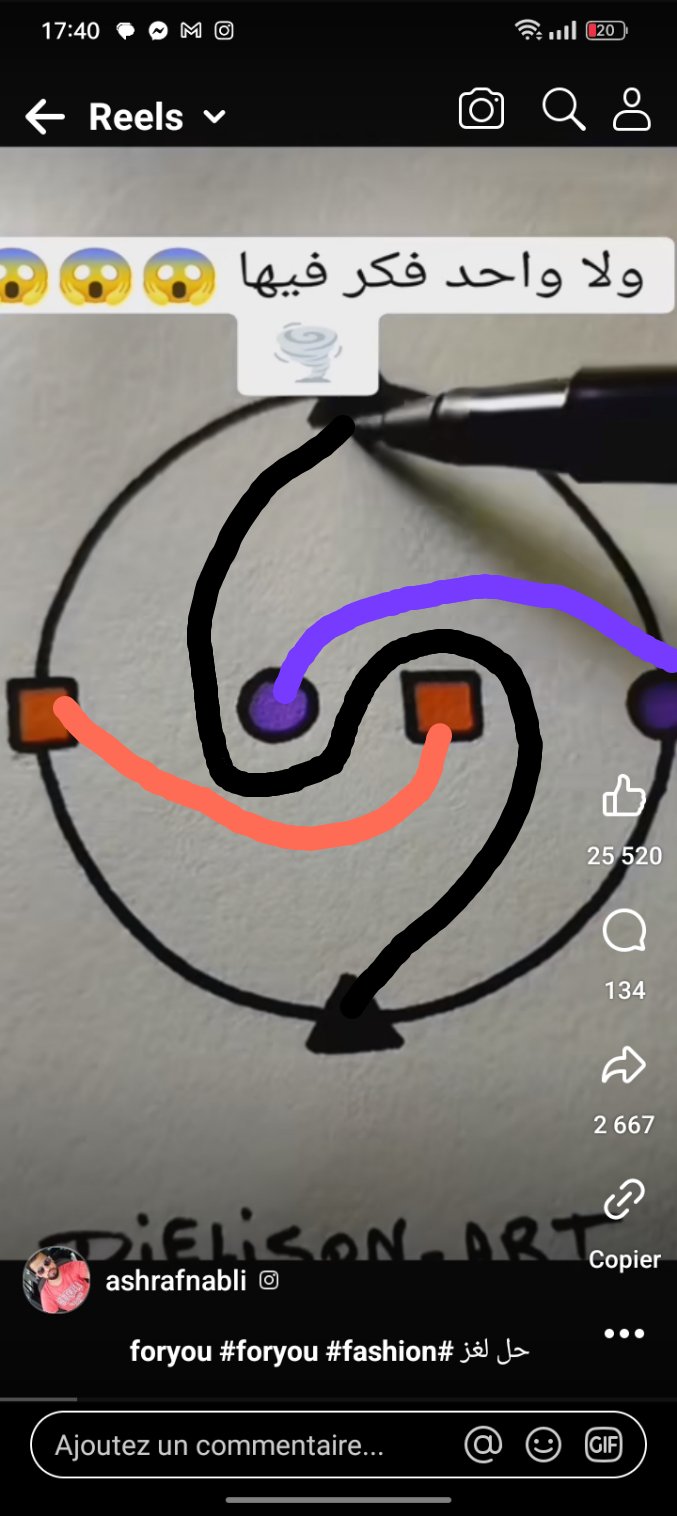 17:40
20
Reels
ولا واحد فكر فيها 😱😱😱
🌪️
25 520
134
2 667
DiELiSON-ART
Copier
ashrafnabli
foryou #foryou #fashion# حل لغز
Ajoutez un commentaire...
GIF